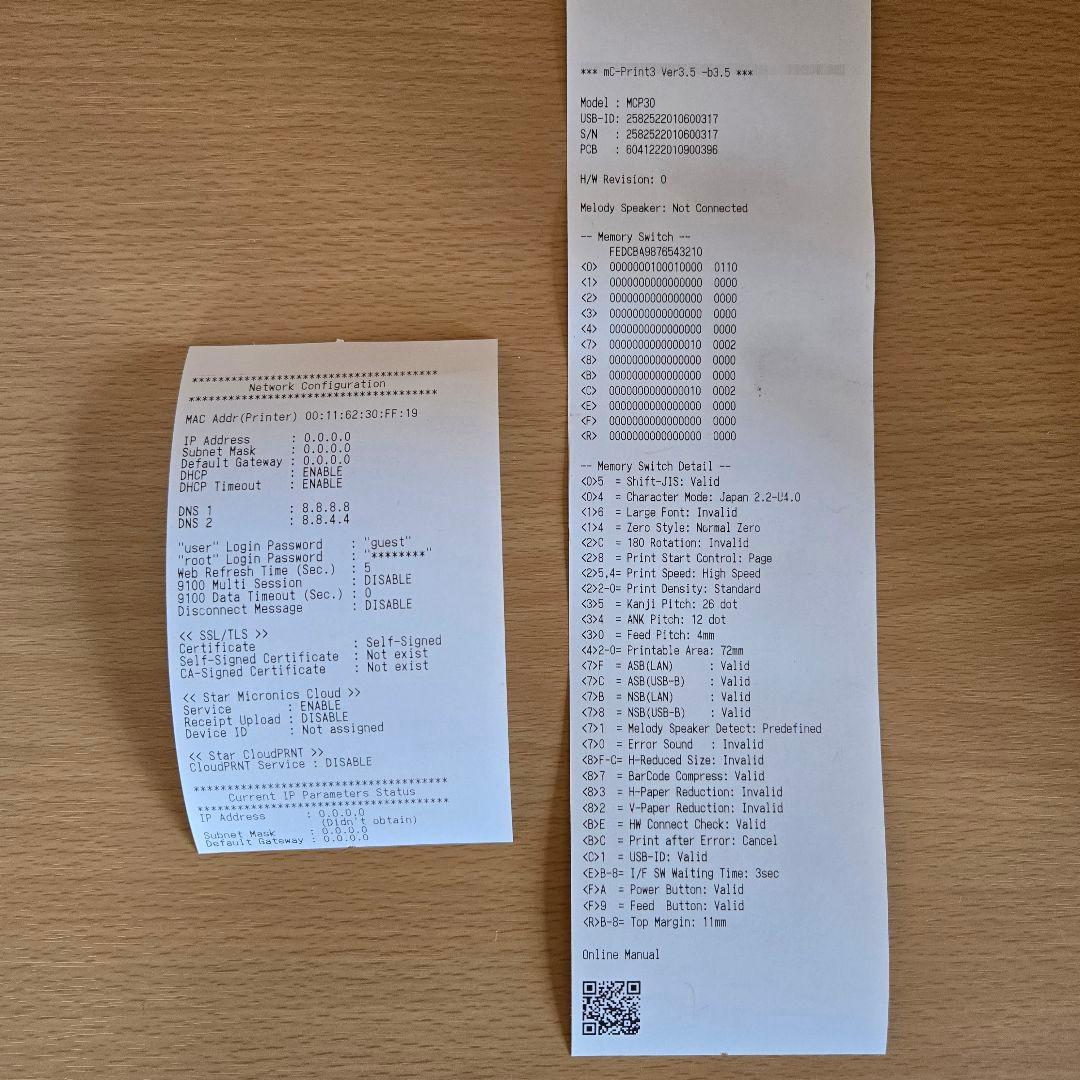 ************************************
Network Configuration
************************************
MAC Addr(Printer) 00:11:62:30:FF:19
IP Address : 0.0.0.0
Subnet Mask : 0.0.0.0
Default Gateway : 0.0.0.0
DHCP : ENABLE
DHCP Timeout : ENABLE
DNS 1 : 8.8.8.8
DNS 2 : 8.8.4.4
"user" Login Password : "guest"
"root" Login Password : "********"
Web Refresh Time (Sec.) : 5
9100 Multi Session : DISABLE
9100 Data Timeout (Sec.) : 0
Disconnect Message : DISABLE
<< SSL/TLS >>
Certificate : Self-Signed
Self-Signed Certificate : Not exist
CA-Signed Certificate : Not exist
<< Star Micronics Cloud >>
Service : ENABLE
Receipt Upload : DISABLE
Device ID : Not assigned
<< Star CloudPRNT >>
CloudPRNT Service : DISABLE
************************************
Current IP Parameters Status
************************************
IP Address : 0.0.0.0
(Didn't obtain)
Subnet Mask : 0.0.0.0
Default Gateway : 0.0.0.0
*** mC-Print3 Ver3.5 -b3.5 ***
Model : MCP30
USB-ID: 2582522010600317
S/N : 2582522010600317
PCB : 6041222010900396
H/W Revision: 0
Melody Speaker: Not Connected
-- Memory Switch --
FEDCBA9876543210
<0> 0000000100010000 0110
<1> 0000000000000000 0000
<2> 0000000000000000 0000
<3> 0000000000000000 0000
<4> 0000000000000000 0000
<7> 0000000000000010 0002
<8> 0000000000000000 0000
<B> 0000000000000000 0000
<C> 0000000000000010 0002
<E> 0000000000000000 0000
<F> 0000000000000000 0000
<R> 0000000000000000 0000
-- Memory Switch Detail --
<0>5 = Shift-JIS: Valid
<0>4 = Character Mode: Japan 2.2-U4.0
<1>6 = Large Font: Invalid
<1>4 = Zero Style: Normal Zero
<2>C = 180 Rotation: Invalid
<2>8 = Print Start Control: Page
<2>5,4= Print Speed: High Speed
<2>2-0= Print Density: Standard
<3>5 = Kanji Pitch: 26 dot
<3>4 = ANK Pitch: 12 dot
<3>0 = Feed Pitch: 4mm
<4>2-0= Printable Area: 72mm
<7>F = ASB(LAN) : Valid
<7>C = ASB(USB-B) : Valid
<7>B = NSB(LAN) : Valid
<7>8 = NSB(USB-B) : Valid
<7>1 = Melody Speaker Detect: Predefined
<7>0 = Error Sound : Invalid
<8>F-C= H-Reduced Size: Invalid
<8>7 = BarCode Compress: Valid
<8>3 = H-Paper Reduction: Invalid
<8>2 = V-Paper Reduction: Invalid
<B>E = HW Connect Check: Valid
<B>C = Print after Error: Cancel
<C>1 = USB-ID: Valid
<E>B-8= I/F SW Waiting Time: 3sec
<F>A = Power Button: Valid
<F>9 = Feed Button: Valid
<R>B-8= Top Margin: 11mm
Online Manual